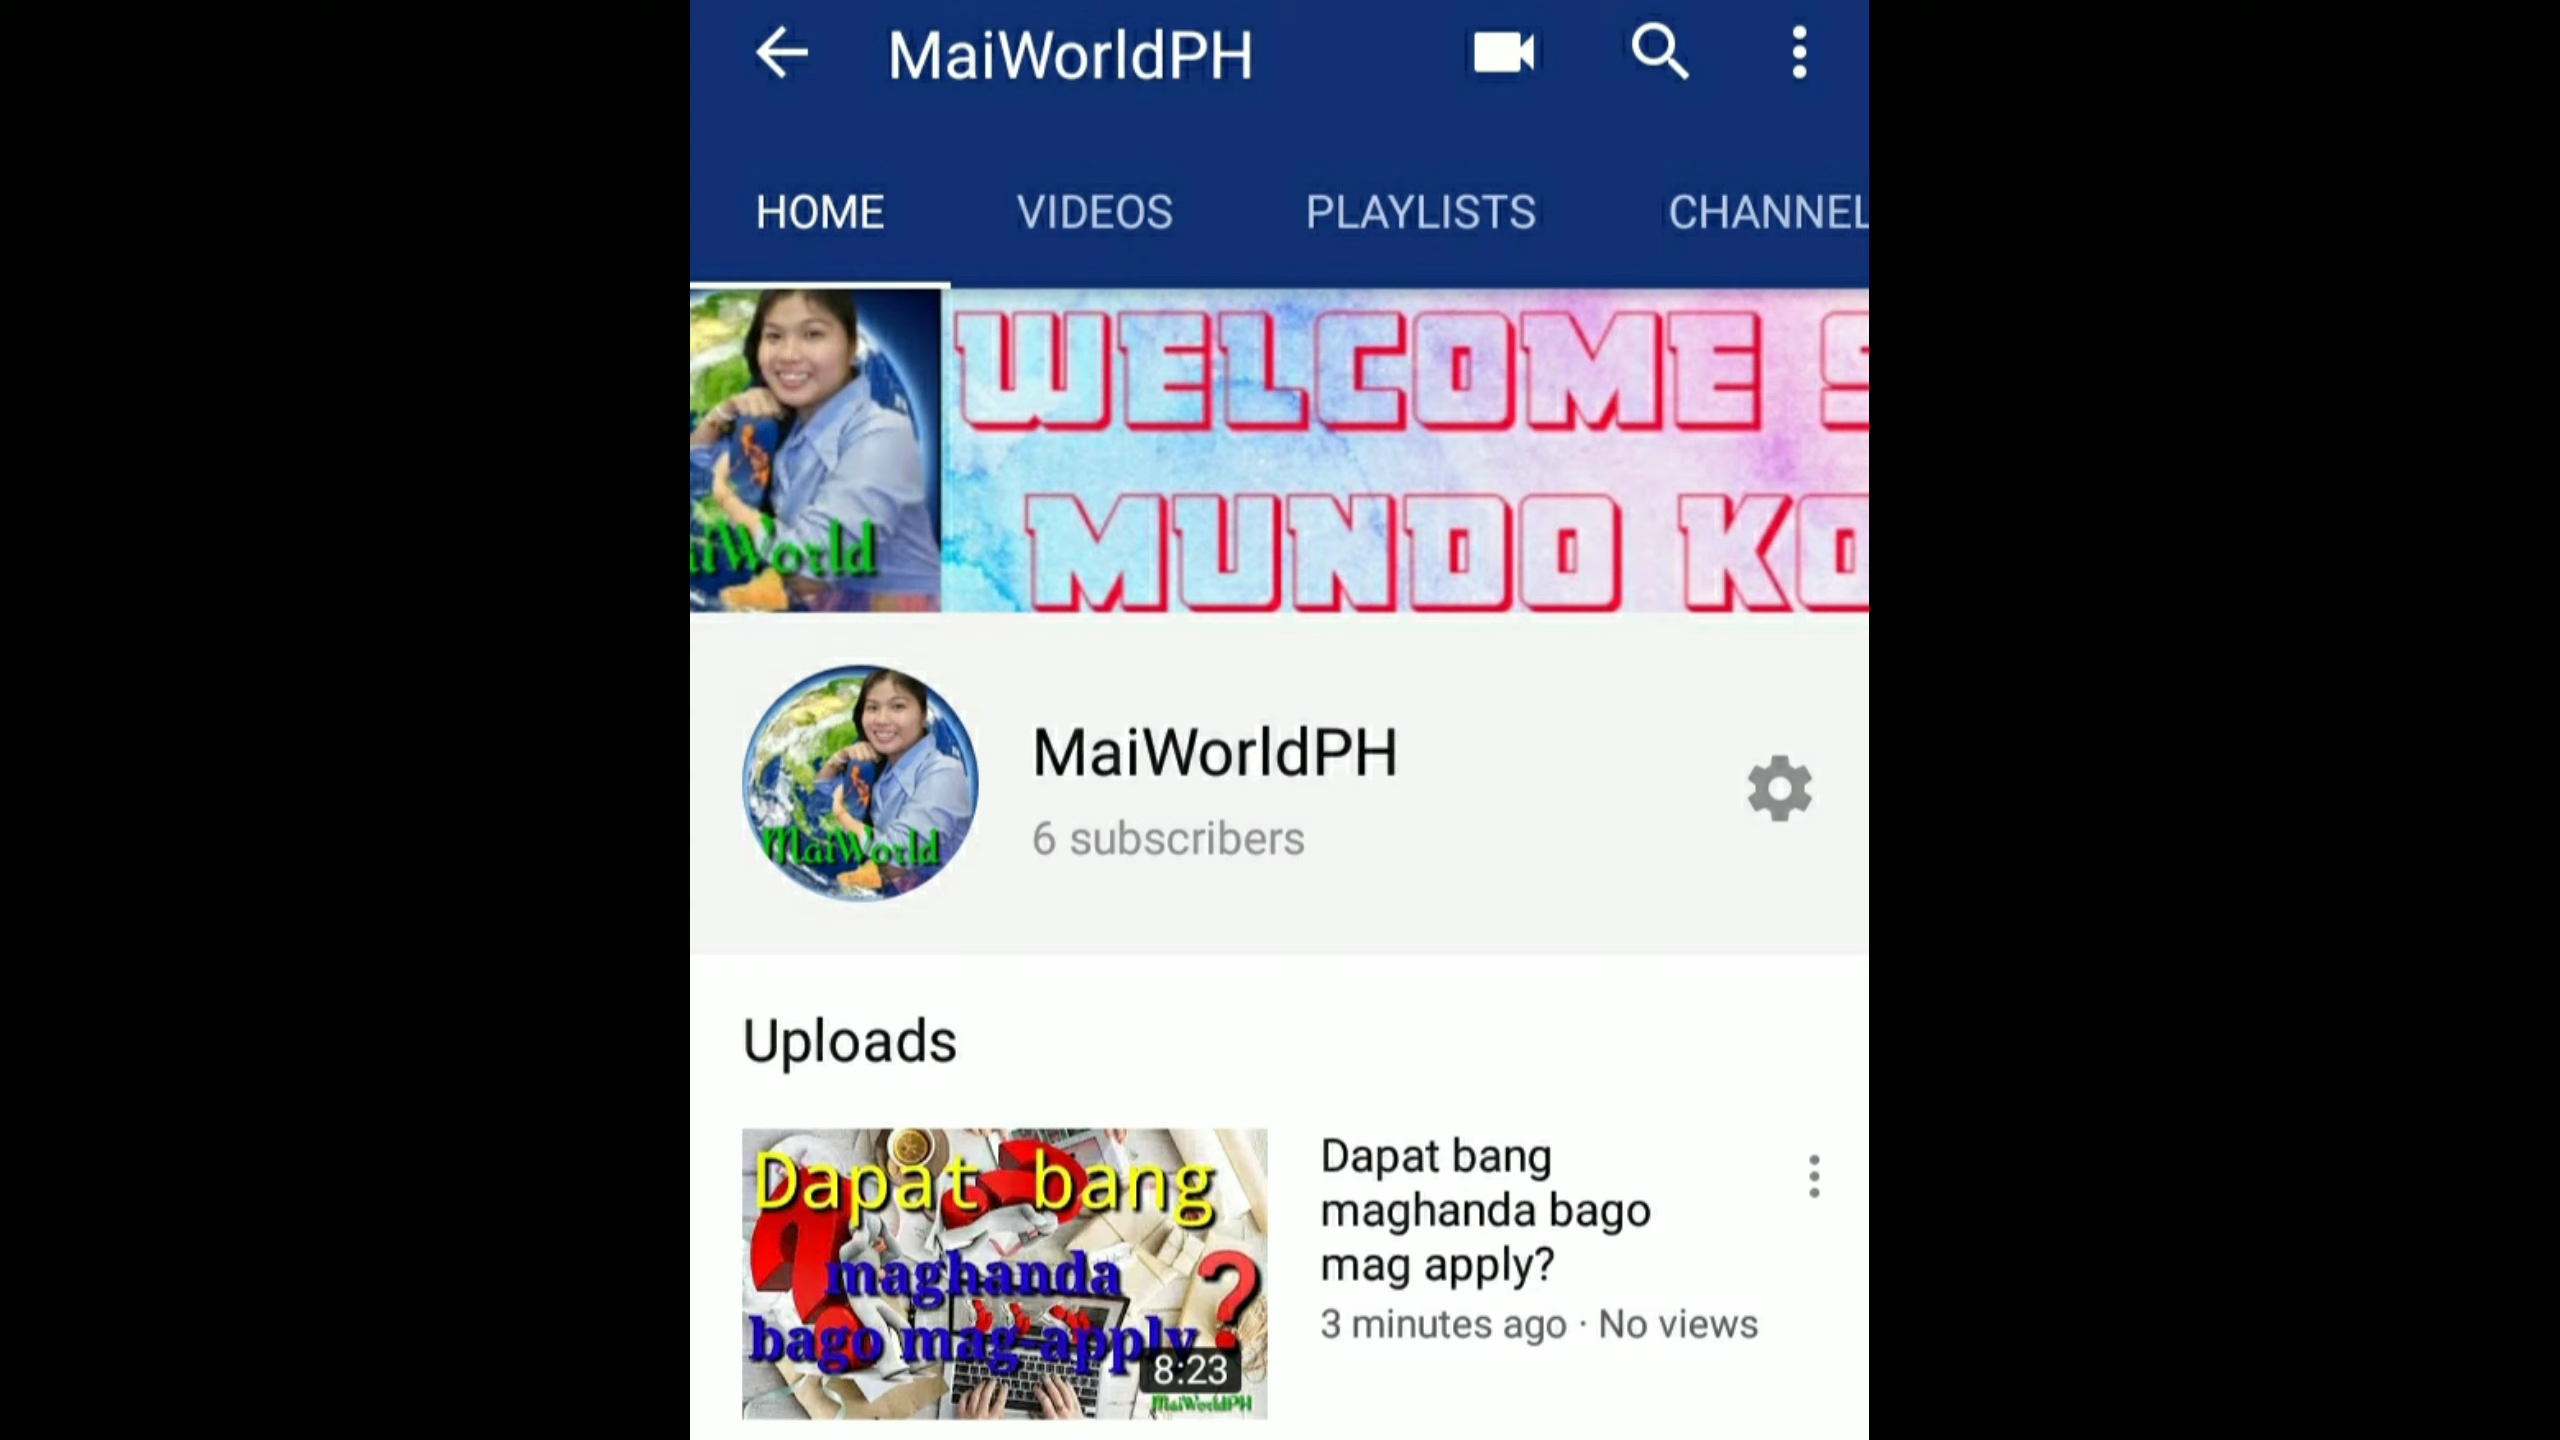 MaiWorldPH
HOME VIDEOS PLAYLISTS CHANNEL
WELCOME S
MUNDO KO
aiWorld
MaiWorldPH
6 subscribers
MaiWorld
Uploads
Dapat bang
maghanda
bago mag-apply
?
8:23
MaiWorldPH
Dapat bang
maghanda bago
mag apply?
3 minutes ago · No views